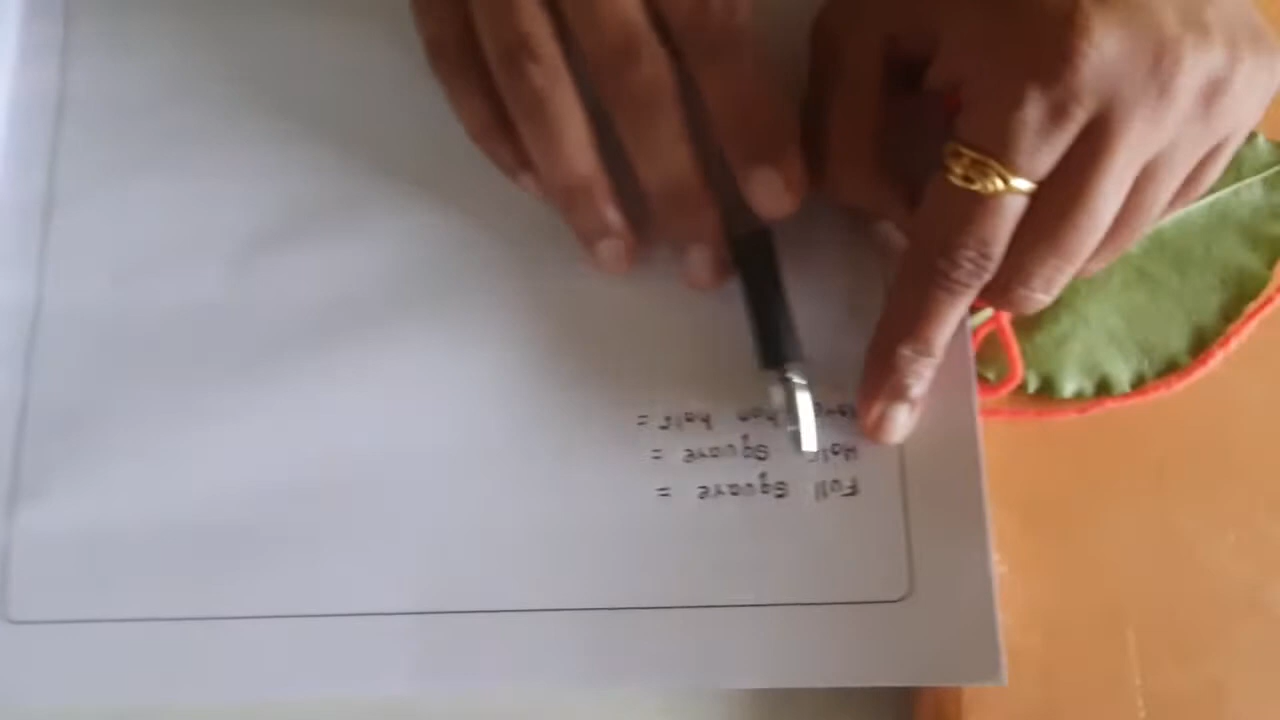 Full Square =
Half Square =
than half =